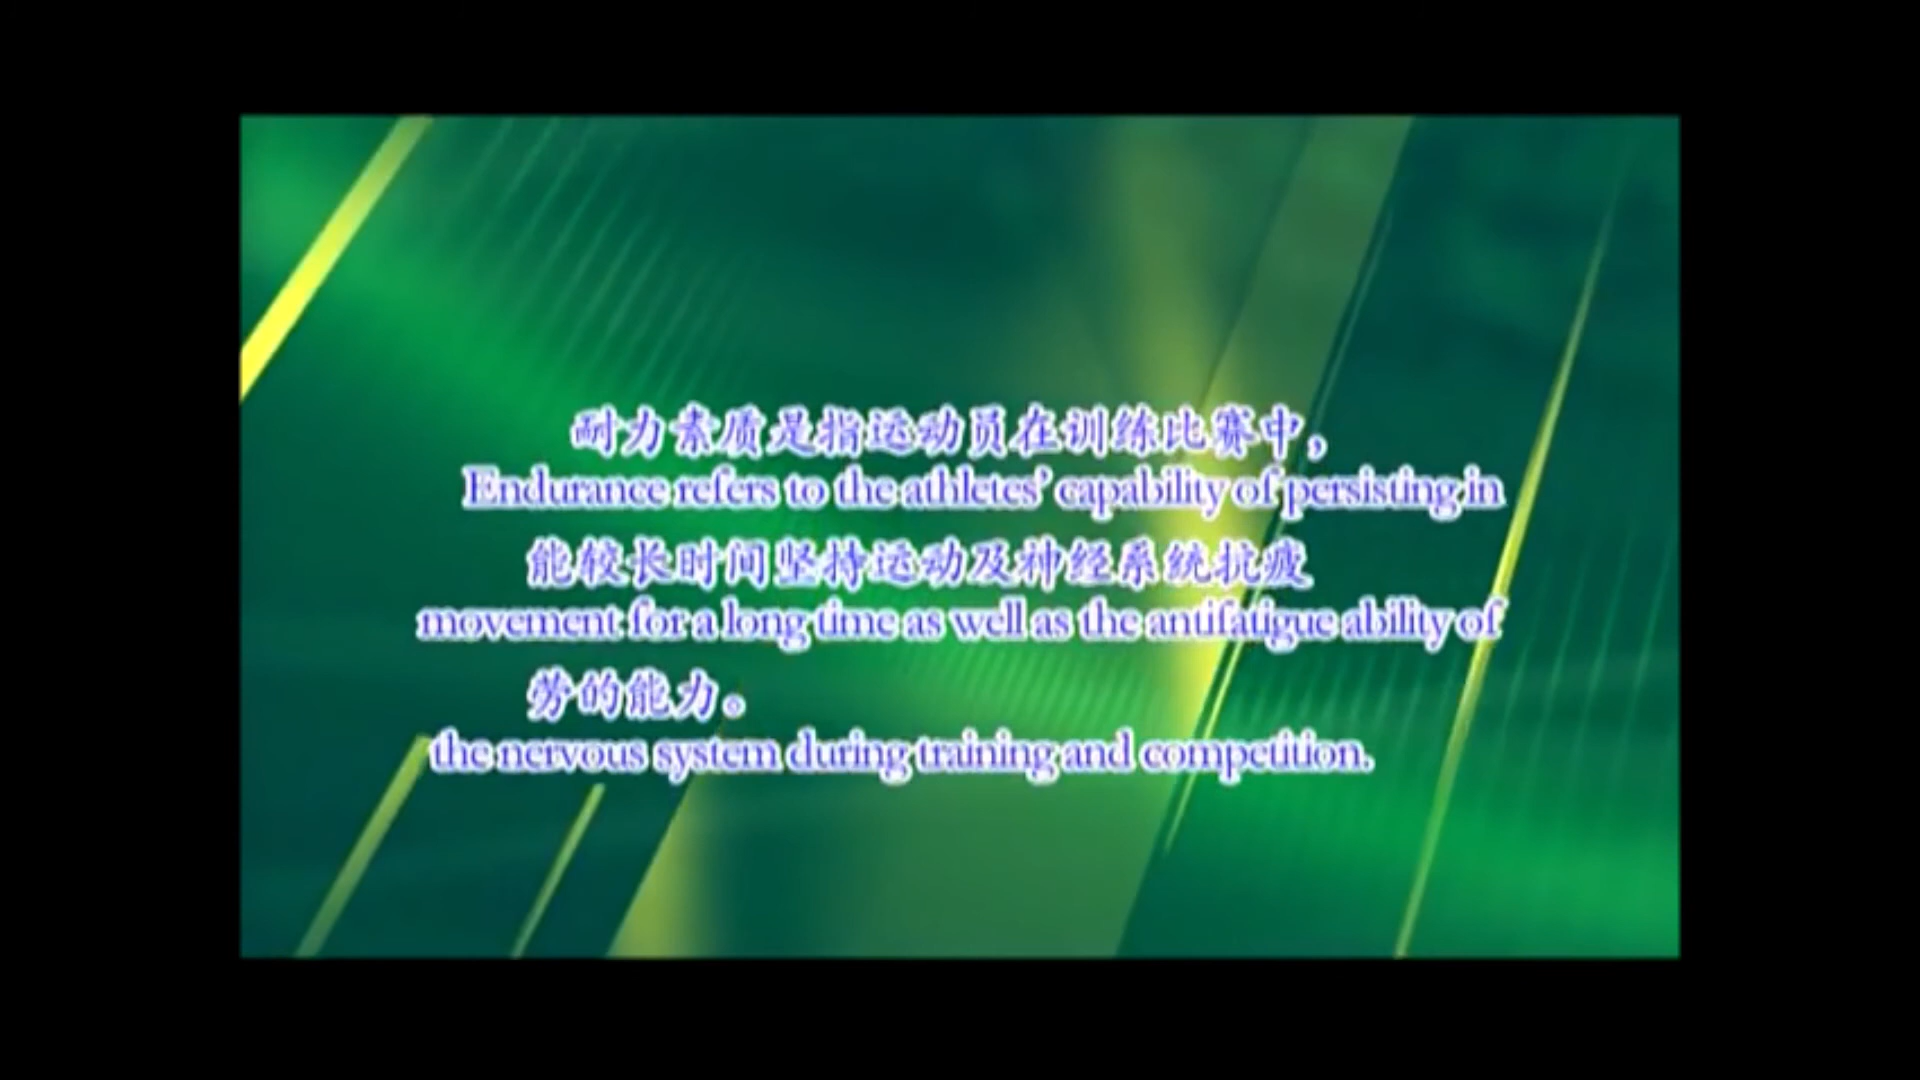 耐力素质是指运动员在训练比赛中，
Endurance refers to the athletes' capability of persisting in
能较长时间坚持运动及神经系统抗疲
movement for a long time as well as the antifatigue ability of
劳的能力。
the nervous system during training and competition.